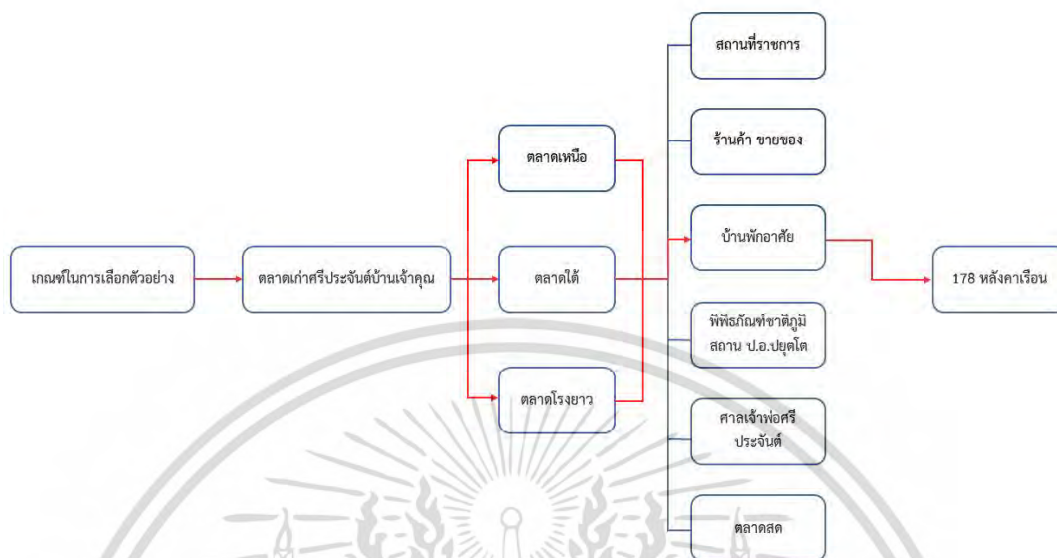 เกณฑ์ในการเลือกตัวอย่าง
ตลาดเก่าศรีประจันต์บ้านเจ้าคุณ
ตลาดเหนือ
ตลาดใต้
ตลาดโรงยาว
สถานที่ราชการ
ร้านค้า ขายของ
บ้านพักอาศัย
พิพิธภัณฑ์ชาติภูมิ
สถาน ป.อ.ปยุตโต
ศาลเจ้าพ่อศรี
ประจันต์
ตลาดสด
178 หลังคาเรือน